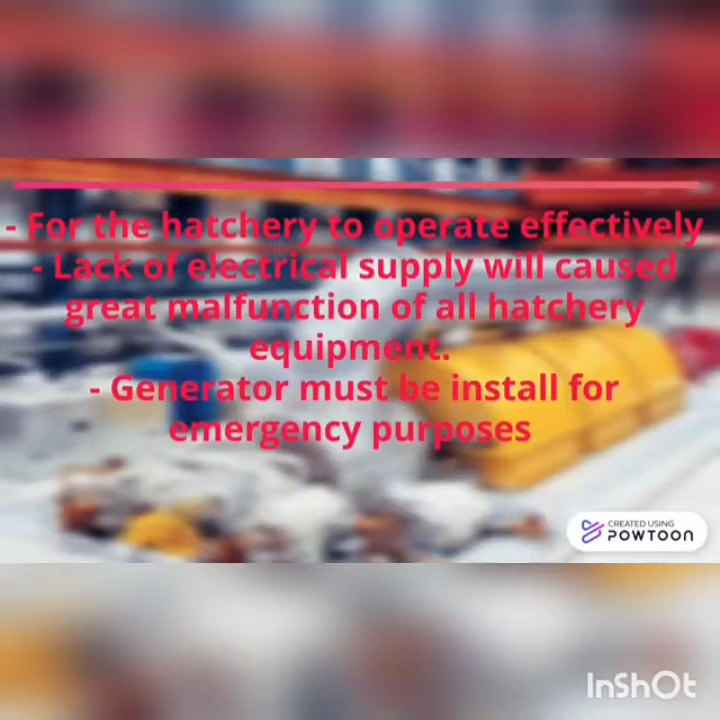 - For the hatchery to operate effectively
- Lack of electrical supply will caused
great malfunction of all hatchery
equipment.
- Generator must be install for
emergency purposes
CREATED USING
POWTOON
InShOt